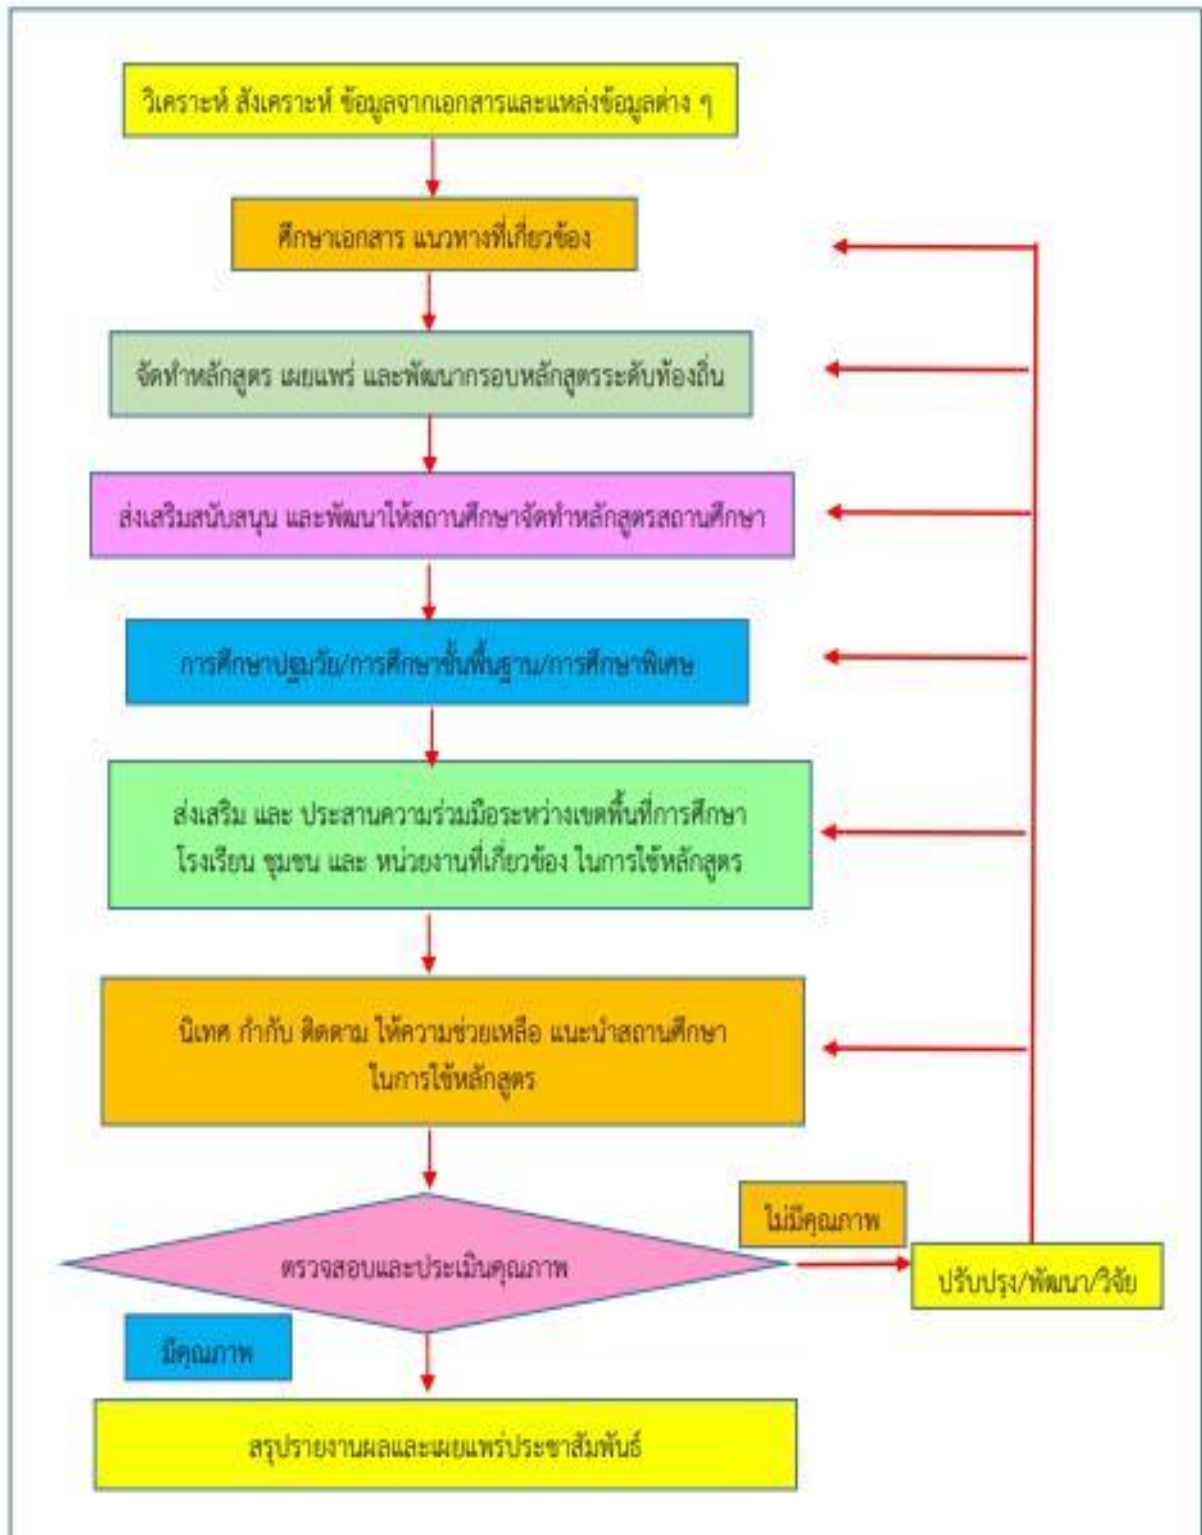 วิเคราะห์ สังเคราะห์ ข้อมูลจากเอกสารและแหล่งข้อมูลต่าง ๆ
ศึกษาเอกสาร แนวทางที่เกี่ยวข้อง
จัดทำหลักสูตร เผยแพร่ และพัฒนากรอบหลักสูตรระดับท้องถิ่น
ส่งเสริมสนับสนุน และพัฒนาให้สถานศึกษาจัดทำหลักสูตรสถานศึกษา
การศึกษาปฐมวัย/การศึกษาขั้นพื้นฐาน/การศึกษาพิเศษ
ส่งเสริม และ ประสานความร่วมมือระหว่างเขตพื้นที่การศึกษา
โรงเรียน ชุมชน และ หน่วยงานที่เกี่ยวข้อง ในการใช้หลักสูตร
นิเทศ กำกับ ติดตาม ให้ความช่วยเหลือ แนะนำสถานศึกษา
ในการใช้หลักสูตร
ไม่มีคุณภาพ
ตรวจสอบและประเมินคุณภาพ
ปรับปรุง/พัฒนา/วิจัย
มีคุณภาพ
สรุปรายงานผลและเผยแพร่ประชาสัมพันธ์